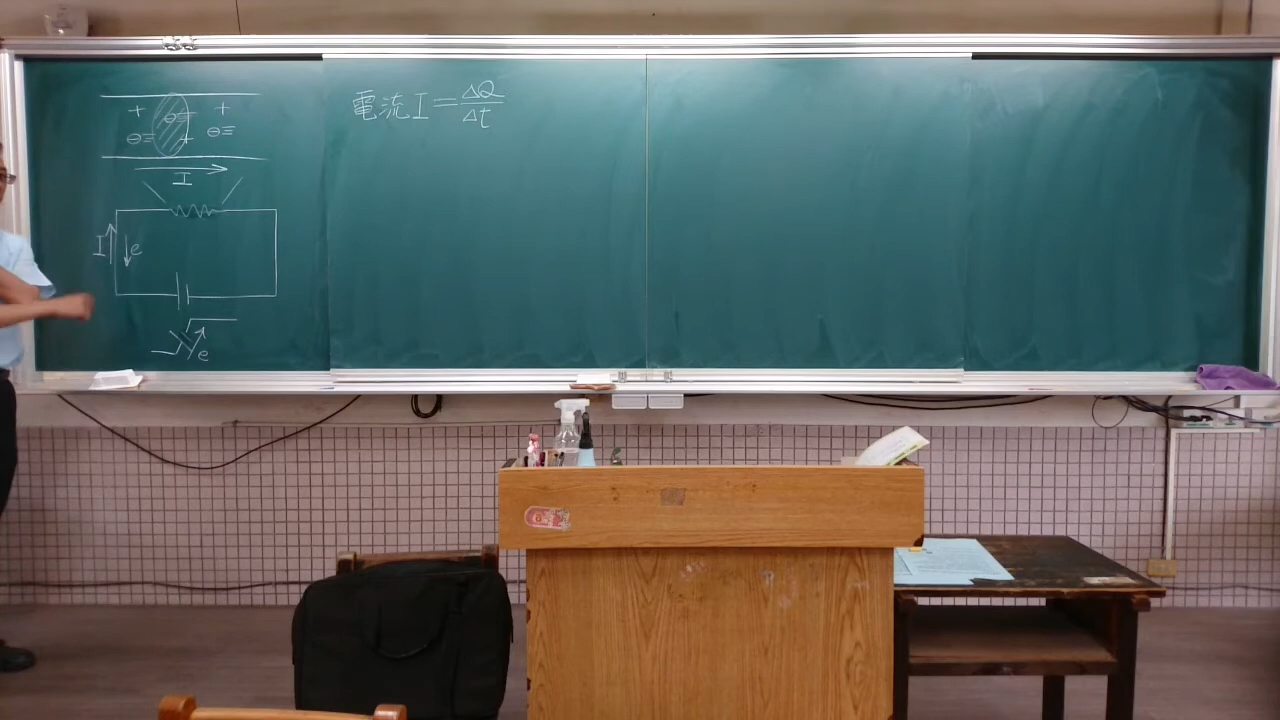 電流 I = ΔQ/Δt
+ +
⊖≡
⊖≡ + ⊖≡
I
I e
e